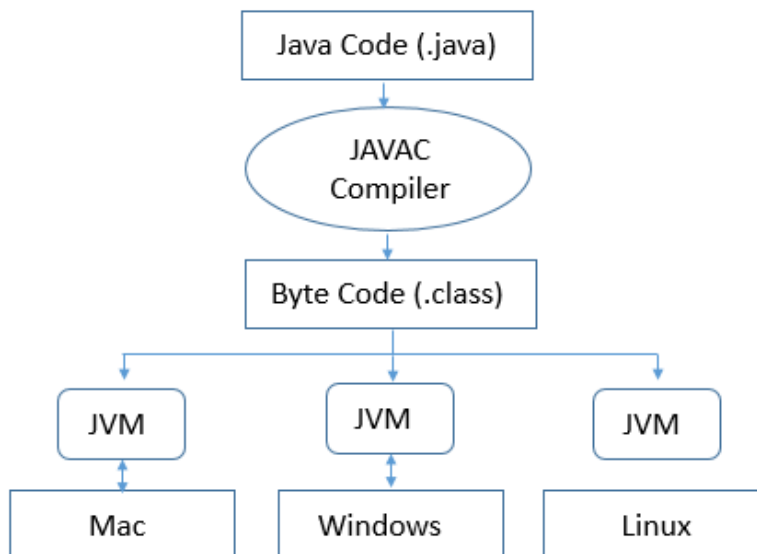 Java Code (.java)
JAVAC
Compiler
Byte Code (.class)
JVM
JVM
JVM
Mac
Windows
Linux